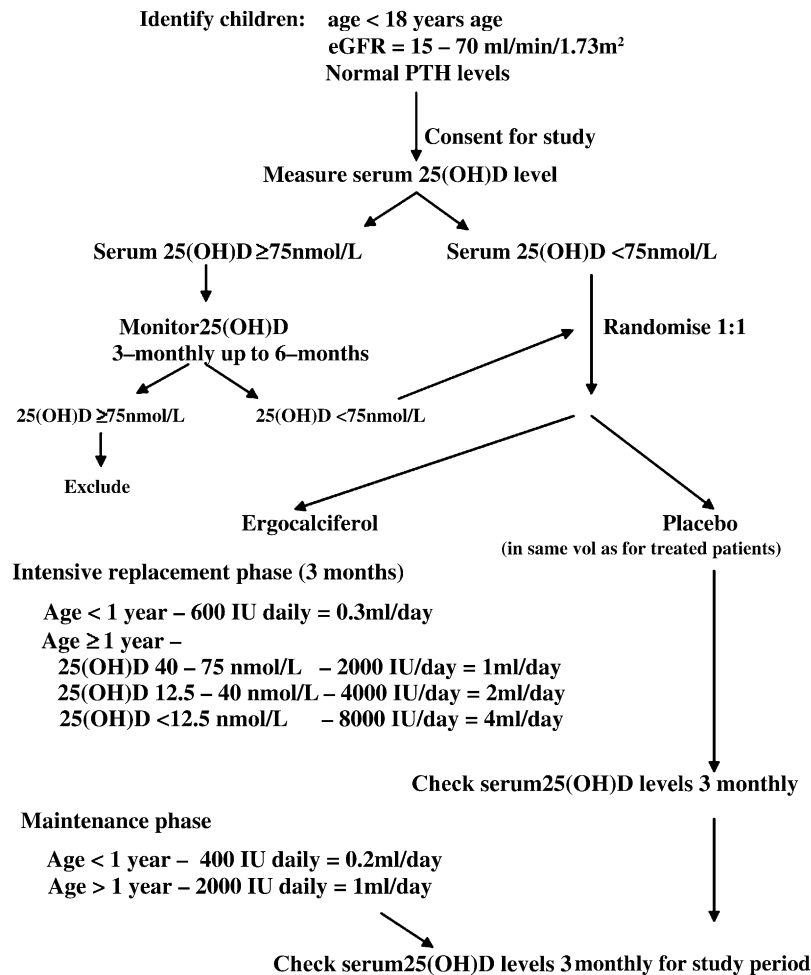 Identify children: age < 18 years age
eGFR = 15 – 70 ml/min/1.73m²
Normal PTH levels
Consent for study
Measure serum 25(OH)D level
Serum 25(OH)D ≥75nmol/L
Serum 25(OH)D <75nmol/L
Monitor25(OH)D
3–monthly up to 6–months
Randomise 1:1
25(OH)D ≥75nmol/L
25(OH)D <75nmol/L
Exclude
Ergocalciferol
Placebo
(in same vol as for treated patients)
Intensive replacement phase (3 months)
Age < 1 year – 600 IU daily = 0.3ml/day
Age ≥ 1 year –
25(OH)D 40 – 75 nmol/L – 2000 IU/day = 1ml/day
25(OH)D 12.5 – 40 nmol/L – 4000 IU/day = 2ml/day
25(OH)D <12.5 nmol/L – 8000 IU/day = 4ml/day
Check serum25(OH)D levels 3 monthly
Maintenance phase
Age < 1 year – 400 IU daily = 0.2ml/day
Age > 1 year – 2000 IU daily = 1ml/day
Check serum25(OH)D levels 3monthly for study period